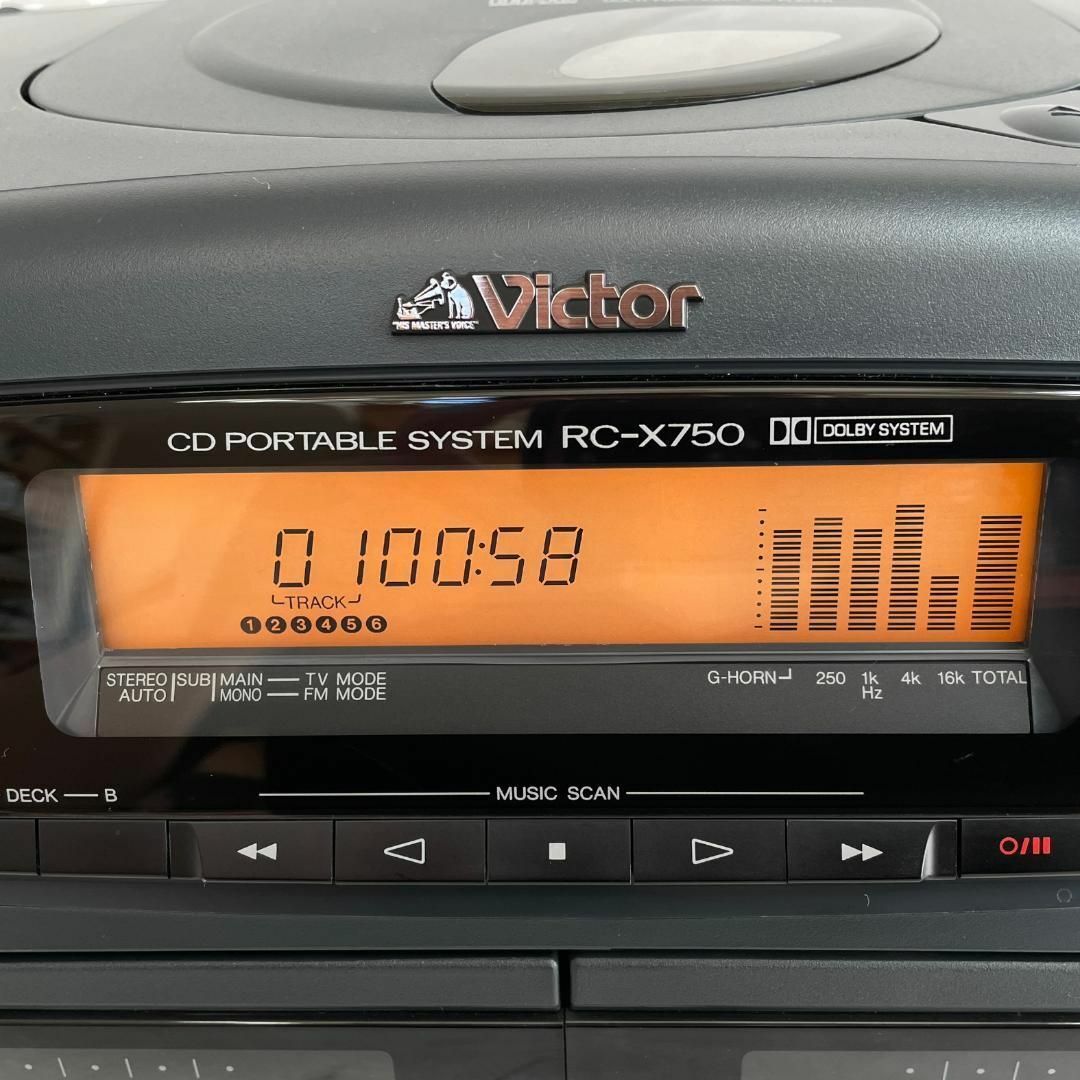 "HIS MASTER'S VOICE" Victor
CD PORTABLE SYSTEM RC-X750 DOLBY SYSTEM
01 00:58
TRACK
1 2 3 4 5 6
STEREO SUB MAIN TV MODE
AUTO MONO FM MODE
G-HORN 250 1k 4k 16k TOTAL
Hz
DECK B
MUSIC SCAN